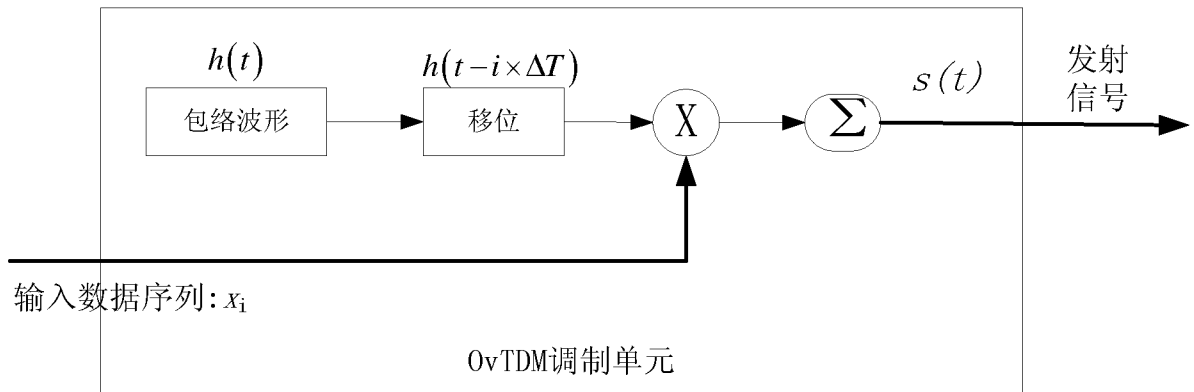 h(t)
h(t-i×ΔT)
s(t)
发射
信号
包络波形
移位
X
Σ
输入数据序列:xi
OvTDM调制单元